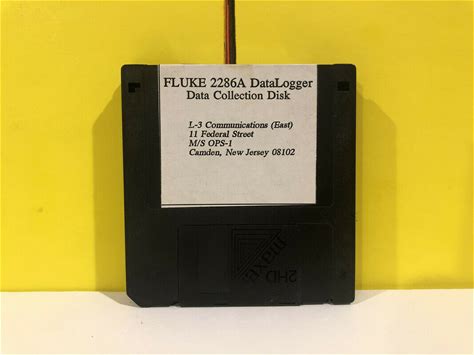 FLUKE 2286A DataLogger
Data Collection Disk
L-3 Communications (East)
11 Federal Street
M/S OPS-1
Camden, New Jersey 08102
maxell
2HD